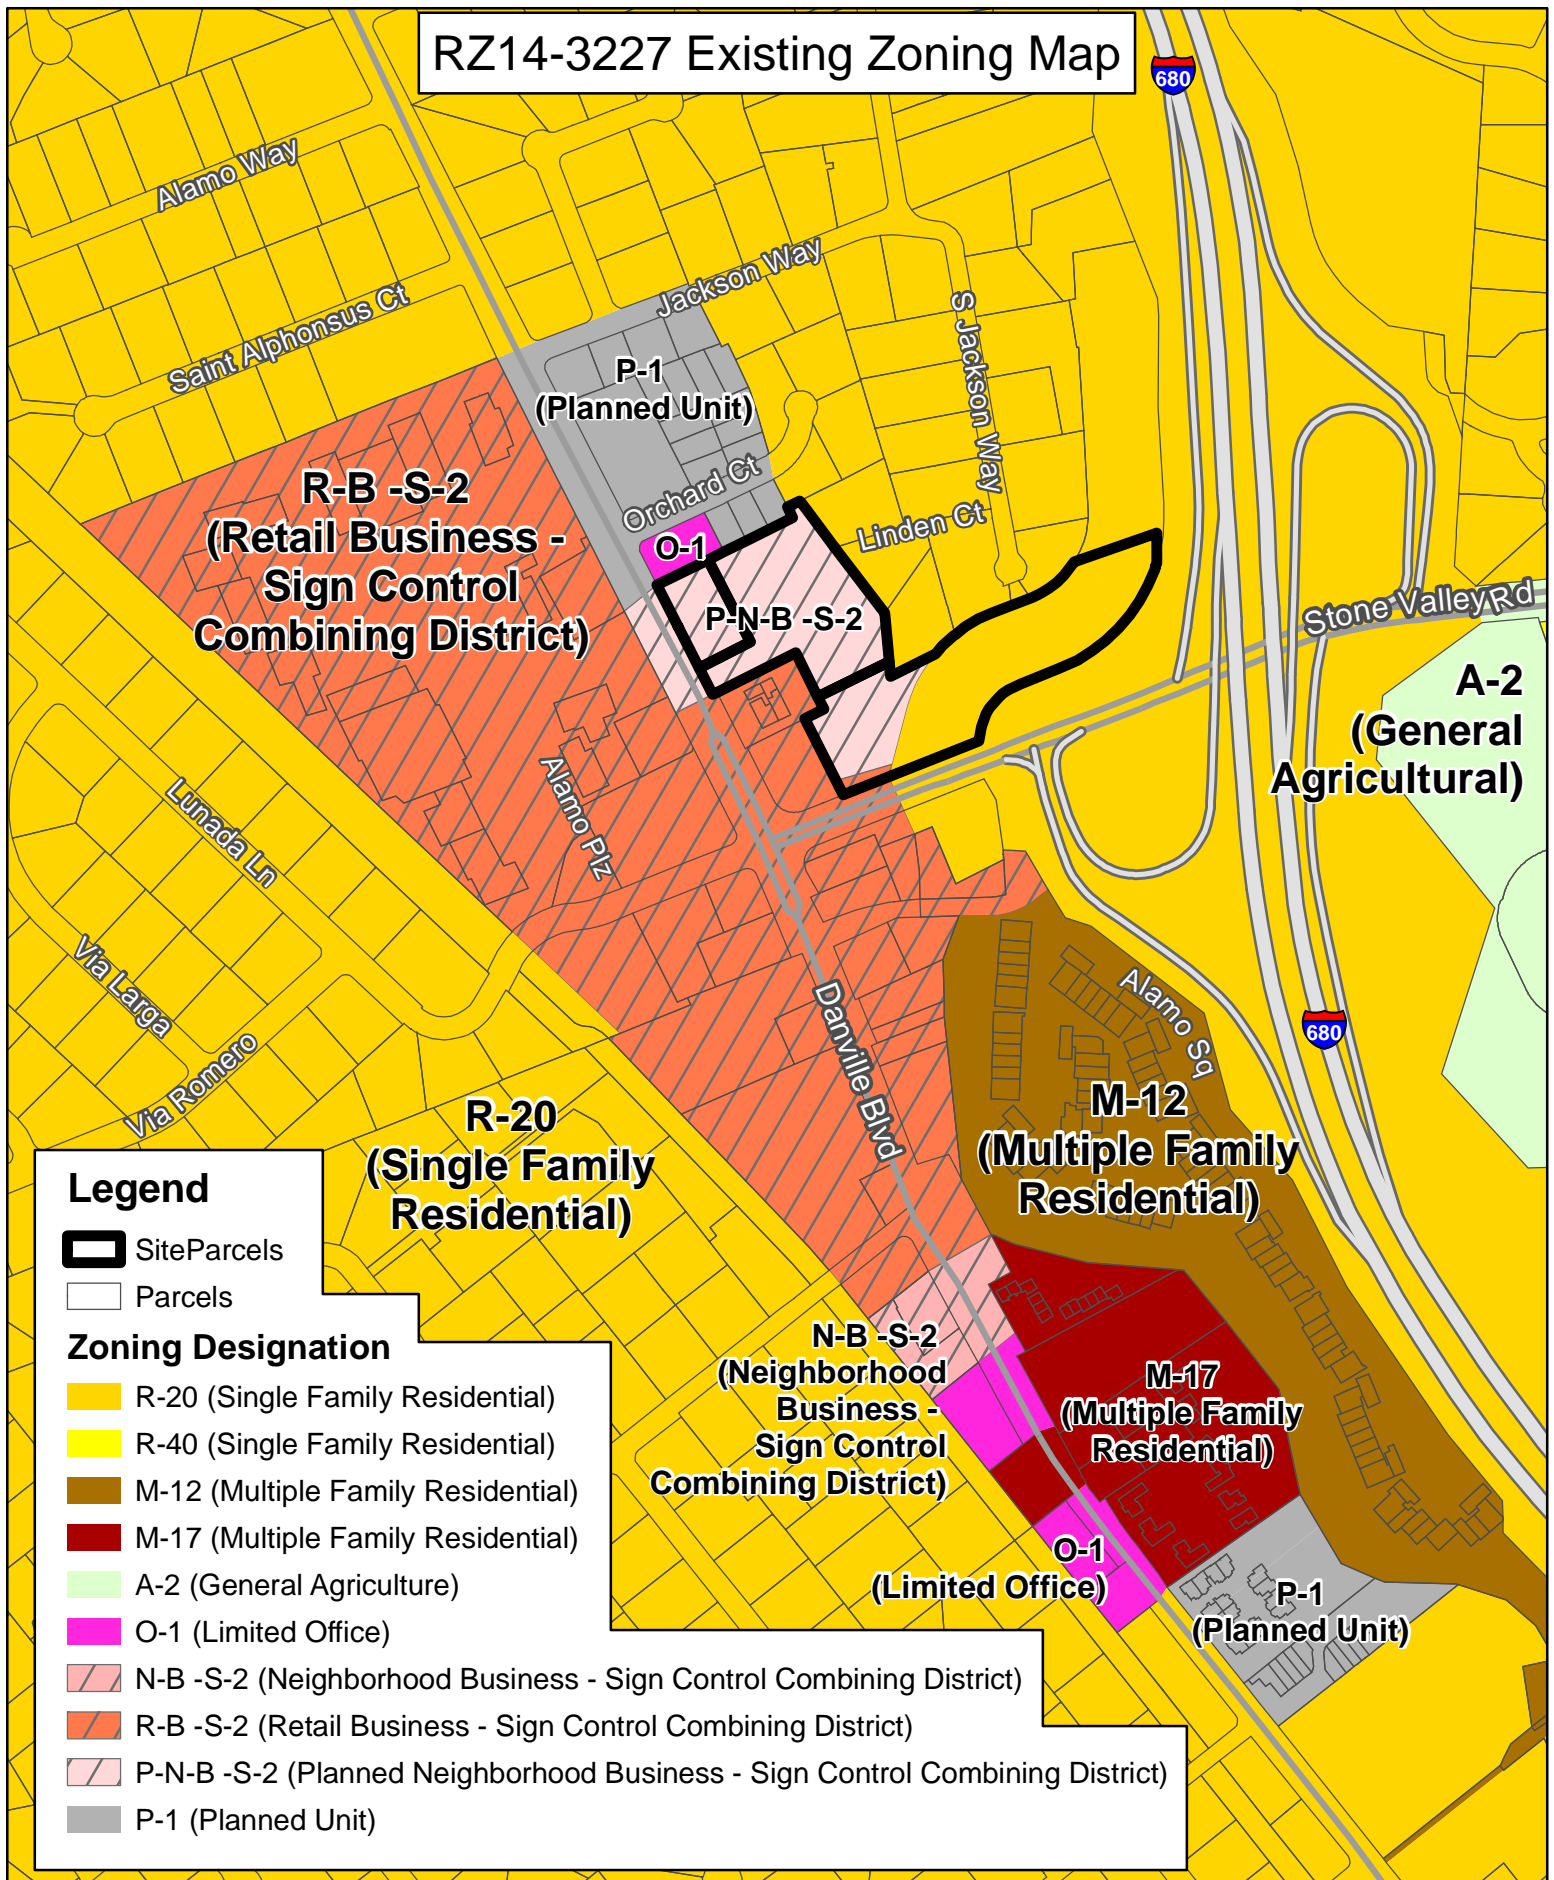 RZ14-3227 Existing Zoning Map
680
Alamo Way
Jackson Way
Saint Alphonsus Ct
S Jackson Way
P-1
(Planned Unit)
Orchard Ct
Linden Ct
R-B -S-2
(Retail Business -
Sign Control
Combining District)
O-1
P-N-B -S-2
Stone Valley Rd
A-2
(General
Agricultural)
Alamo Plz
Lunada Ln
Via Larga
Via Romero
Danville Blvd
Alamo Sq
680
M-12
(Multiple Family
Residential)
R-20
(Single Family
Residential)
N-B -S-2
(Neighborhood
Business -
Sign Control
Combining District)
M-17
(Multiple Family
Residential)
O-1
(Limited Office)
P-1
(Planned Unit)
Legend
SiteParcels
Parcels
Zoning Designation
R-20 (Single Family Residential)
R-40 (Single Family Residential)
M-12 (Multiple Family Residential)
M-17 (Multiple Family Residential)
A-2 (General Agriculture)
O-1 (Limited Office)
N-B -S-2 (Neighborhood Business - Sign Control Combining District)
R-B -S-2 (Retail Business - Sign Control Combining District)
P-N-B -S-2 (Planned Neighborhood Business - Sign Control Combining District)
P-1 (Planned Unit)